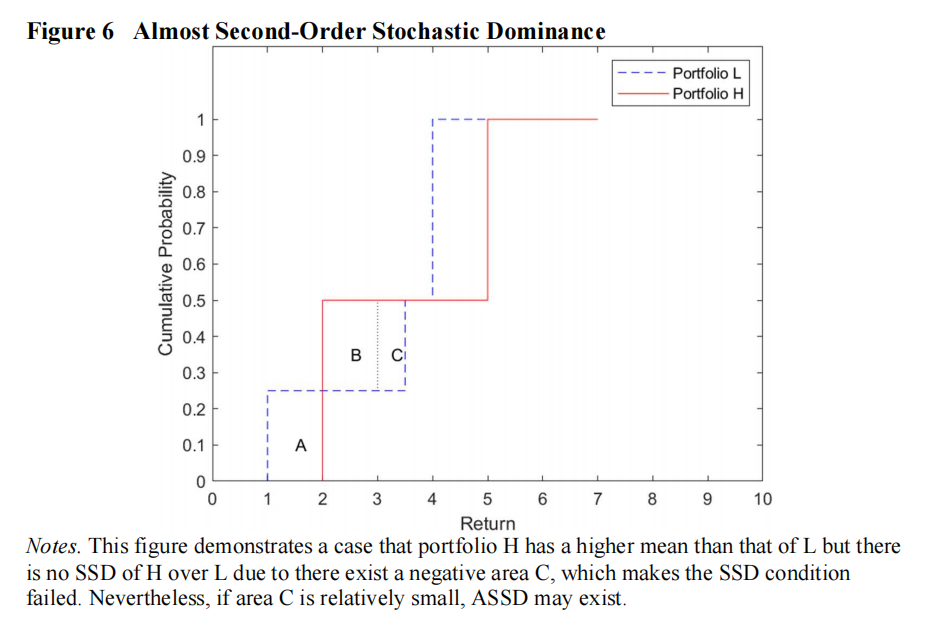 Figure 6 Almost Second-Order Stochastic Dominance
Portfolio L
Portfolio H
1
0.9
0.8
0.7
0.6
0.5
0.4
0.3
0.2
0.1
0
Cumulative Probability
B
C
A
0 1 2 3 4 5 6 7 8 9 10
Return
Notes. This figure demonstrates a case that portfolio H has a higher mean than that of L but there
is no SSD of H over L due to there exist a negative area C, which makes the SSD condition
failed. Nevertheless, if area C is relatively small, ASSD may exist.